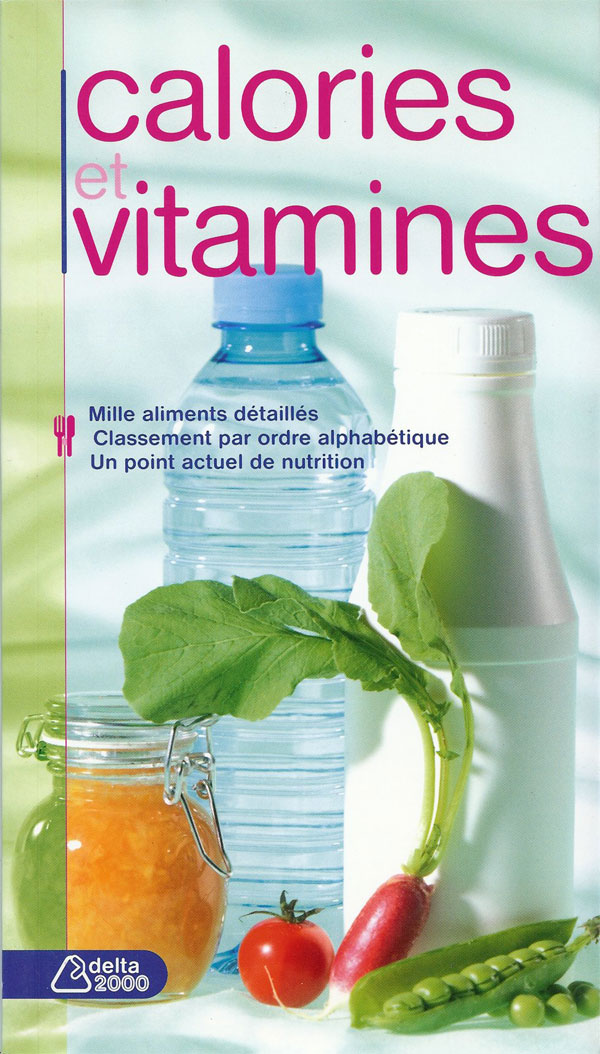 calories
et
vitamines
Mille aliments détaillés
Classement par ordre alphabétique
Un point actuel de nutrition
delta
2000